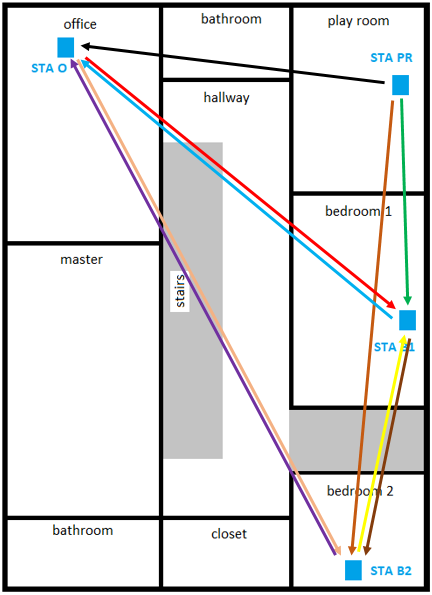 office
bathroom
play room
STA O
STA PR
hallway
bedroom 1
master
stairs
STA B1
bedroom 2
bathroom
closet
STA B2